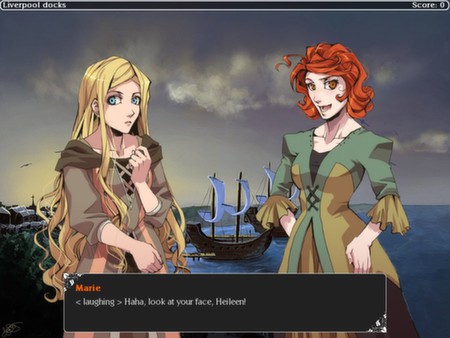 Liverpool docks Score: 0
Marie
< laughing > Haha, look at your face, Heileen!